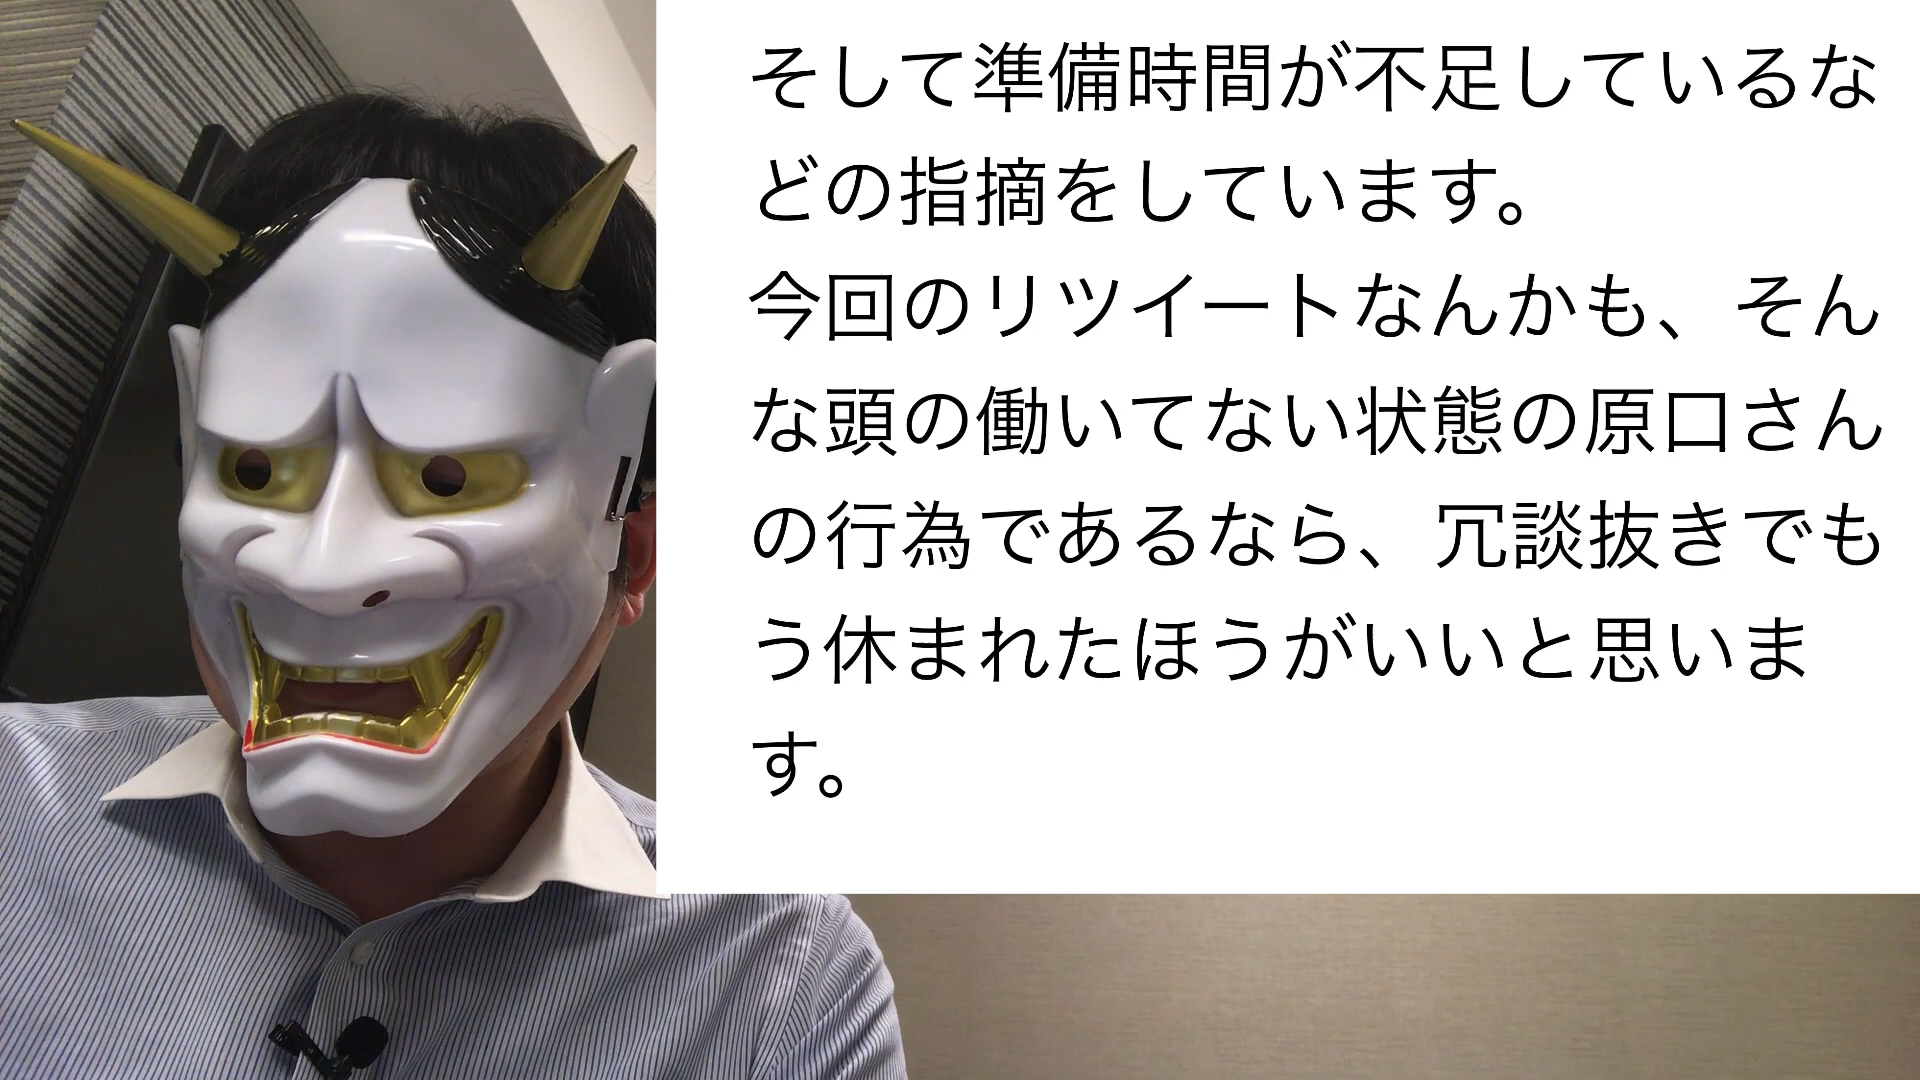 そして準備時間が不足しているな
どの指摘をしています。
今回のリツイートなんかも、そん
な頭の働いてない状態の原口さん
の行為であるなら、冗談抜きでも
う休まれたほうがいいと思いま
す。